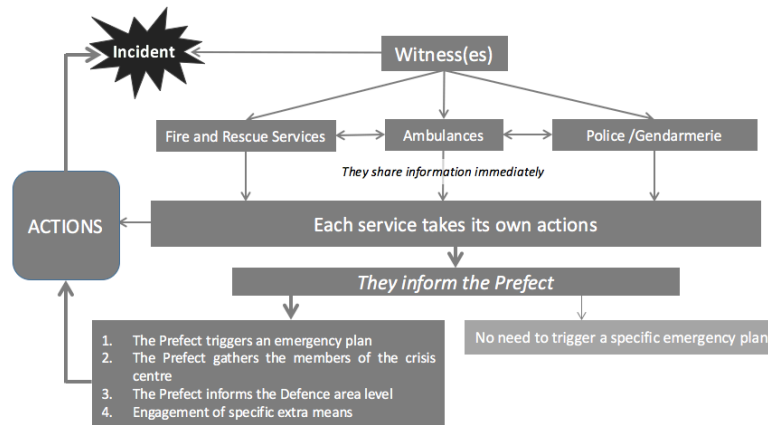 Incident
Witness(es)
Fire and Rescue Services
Ambulances
Police /Gendarmerie
They share information immediately
ACTIONS
Each service takes its own actions
They inform the Prefect
1. The Prefect triggers an emergency plan
2. The Prefect gathers the members of the crisis
centre
3. The Prefect informs the Defence area level
4. Engagement of specific extra means
No need to trigger a specific emergency plan